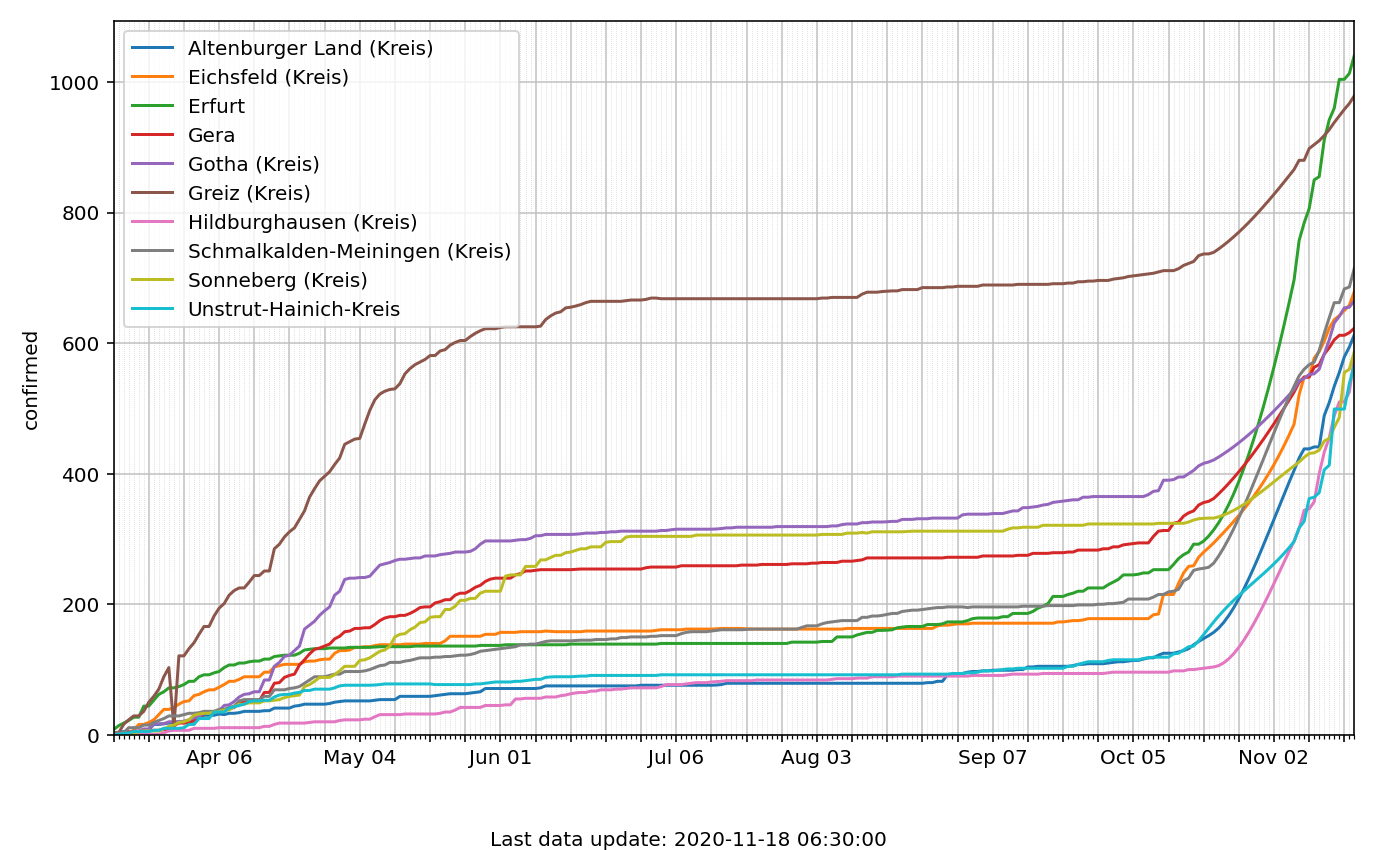 Altenburger Land (Kreis)
Eichsfeld (Kreis)
Erfurt
Gera
Gotha (Kreis)
Greiz (Kreis)
Hildburghausen (Kreis)
Schmalkalden-Meiningen (Kreis)
Sonneberg (Kreis)
Unstrut-Hainich-Kreis
confirmed
1000
800
600
400
200
0
Apr 06 May 04 Jun 01 Jul 06 Aug 03 Sep 07 Oct 05 Nov 02
Last data update: 2020-11-18 06:30:00